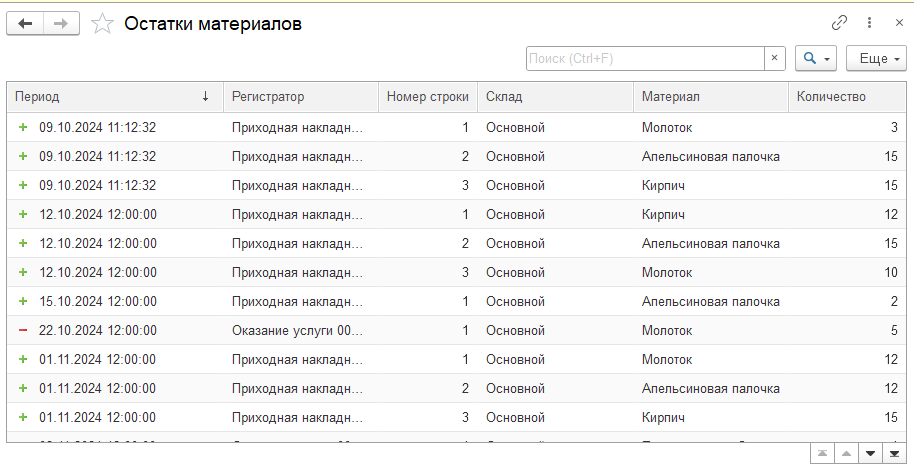 Остатки материалов
Поиск (Ctrl+F) × Еще
Период ↓ Регистратор Номер строки Склад Материал Количество
+ 09.10.2024 11:12:32 Приходная накладн... 1 Основной Молоток 3
+ 09.10.2024 11:12:32 Приходная накладн... 2 Основной Апельсиновая палочка 15
+ 09.10.2024 11:12:32 Приходная накладн... 3 Основной Кирпич 15
+ 12.10.2024 12:00:00 Приходная накладн... 1 Основной Кирпич 12
+ 12.10.2024 12:00:00 Приходная накладн... 2 Основной Апельсиновая палочка 15
+ 12.10.2024 12:00:00 Приходная накладн... 3 Основной Молоток 10
+ 15.10.2024 12:00:00 Приходная накладн... 1 Основной Апельсиновая палочка 2
− 22.10.2024 12:00:00 Оказание услуги 00... 1 Основной Молоток 5
+ 01.11.2024 12:00:00 Приходная накладн... 1 Основной Молоток 12
+ 01.11.2024 12:00:00 Приходная накладн... 2 Основной Апельсиновая палочка 12
+ 01.11.2024 12:00:00 Приходная накладн... 3 Основной Кирпич 15